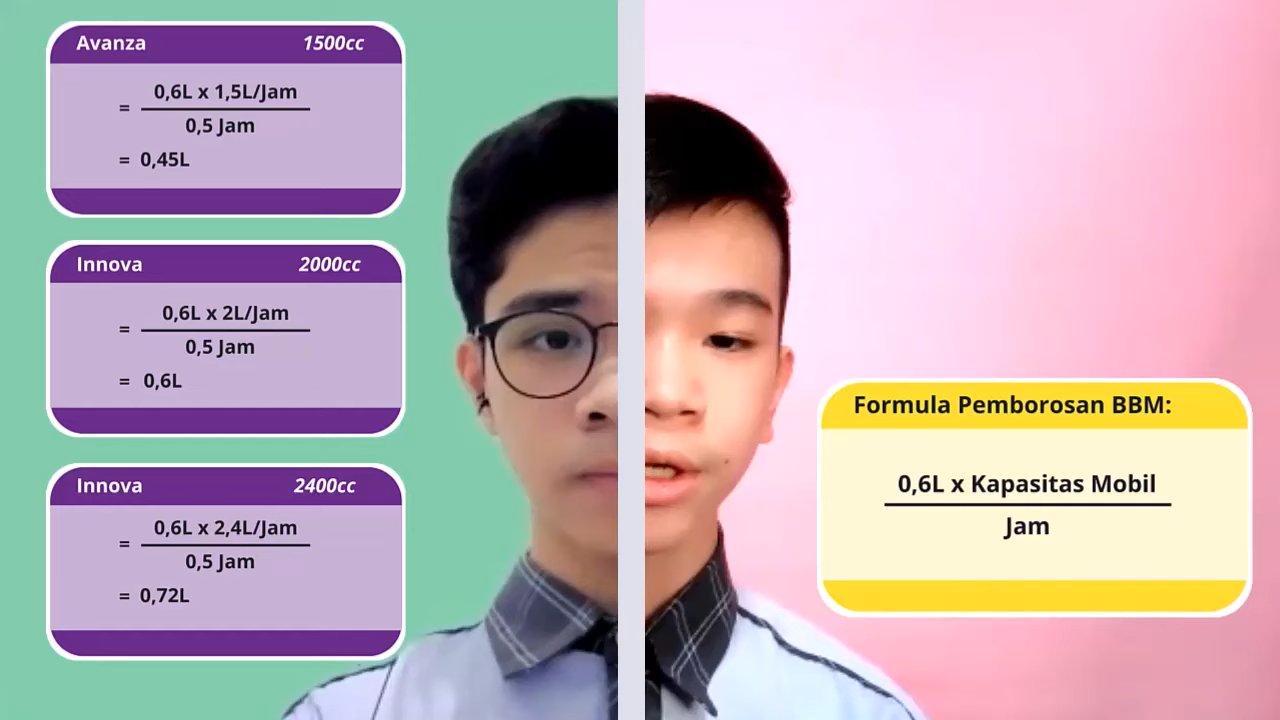 Avanza 1500cc
0,6L x 1,5L/Jam
=
0,5 Jam
= 0,45L
Innova 2000cc
0,6L x 2L/Jam
=
0,5 Jam
= 0,6L
Innova 2400cc
0,6L x 2,4L/Jam
=
0,5 Jam
= 0,72L
Formula Pemborosan BBM:
0,6L x Kapasitas Mobil
Jam